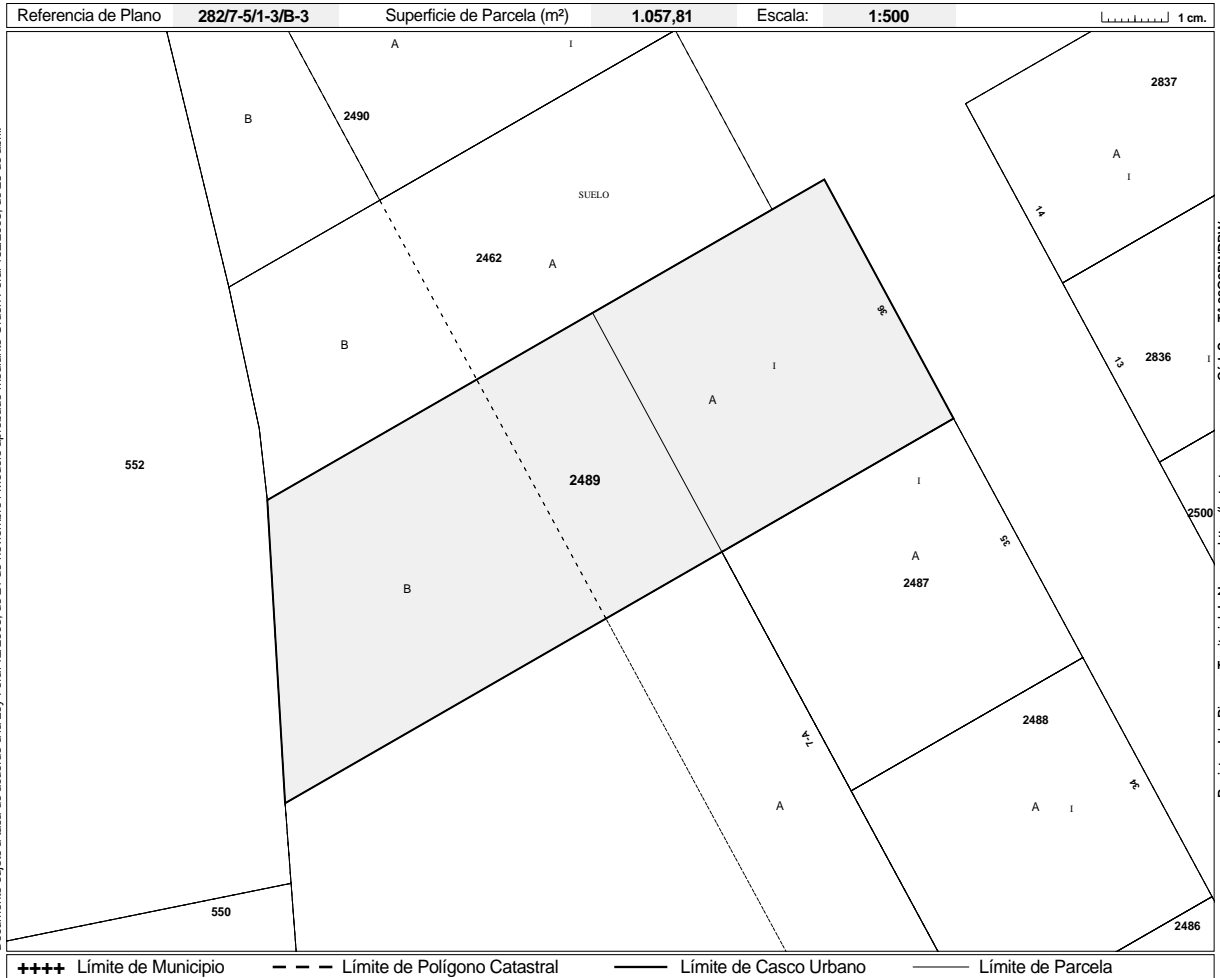 Referencia de Plano 282/7-5/1-3/B-3 Superficie de Parcela (m²) 1.057,81 Escala: 1:500 1 cm.
A I
2837
B 2490
A
I
SUELO
14
2462 A
36
B
2836 I
13
I
A
552
2489
I
2500
35
A
B
2487
2488
7-A
34
A
A I
550
2486
++++ Límite de Municipio Límite de Polígono Catastral Límite de Casco Urbano Límite de Parcela